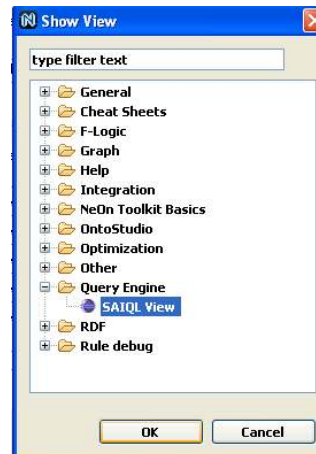 Show View
type filter text
General
Cheat Sheets
F-Logic
Graph
Help
Integration
NeOn Toolkit Basics
OntoStudio
Optimization
Other
Query Engine
SAIQL View
RDF
Rule debug
OK Cancel